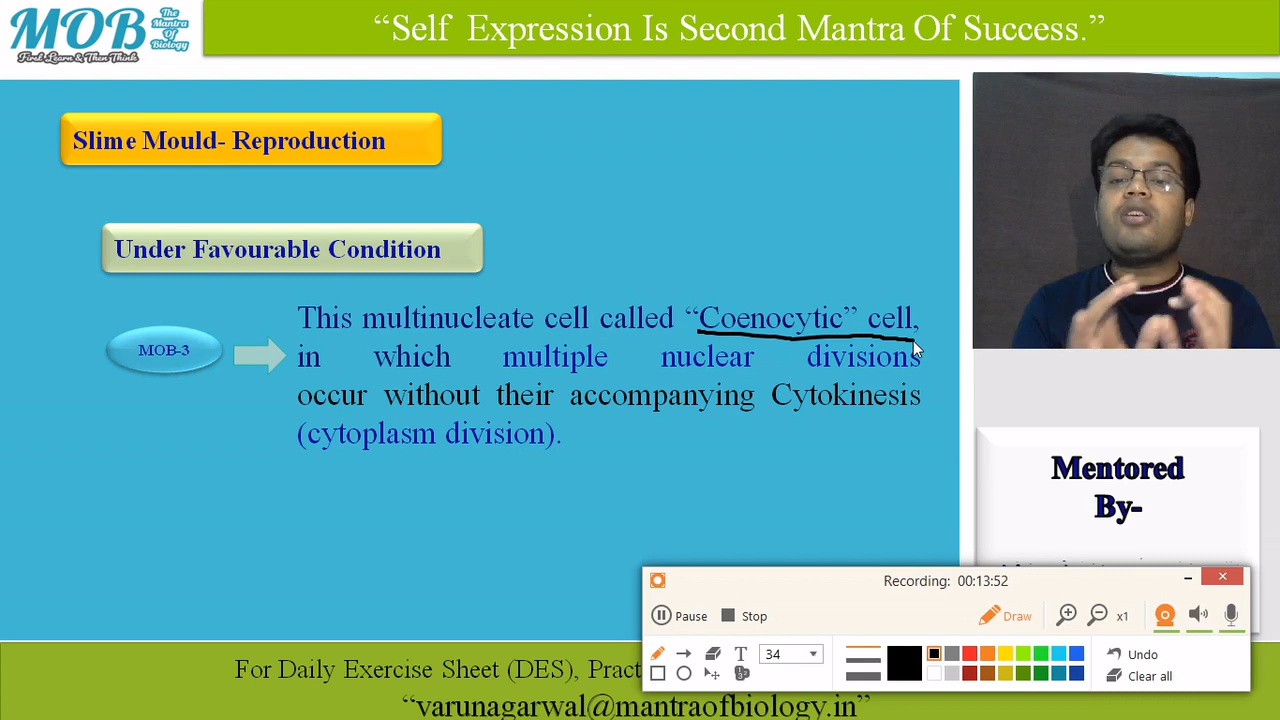 MOB
The
Mantra
Of
Biology
First Learn & Then Think
“Self Expression Is Second Mantra Of Success.”
Slime Mould- Reproduction
Under Favourable Condition
MOB-3
This multinucleate cell called “Coenocytic” cell,
in which multiple nuclear divisions
occur without their accompanying Cytokinesis
(cytoplasm division).
Mentored
By-
Recording: 00:13:52
Pause
Stop
Draw
x1
T
34
Undo
Clear all
For Daily Exercise Sheet (DES), Pract
“varunagarwal@mantraofbiology.in”